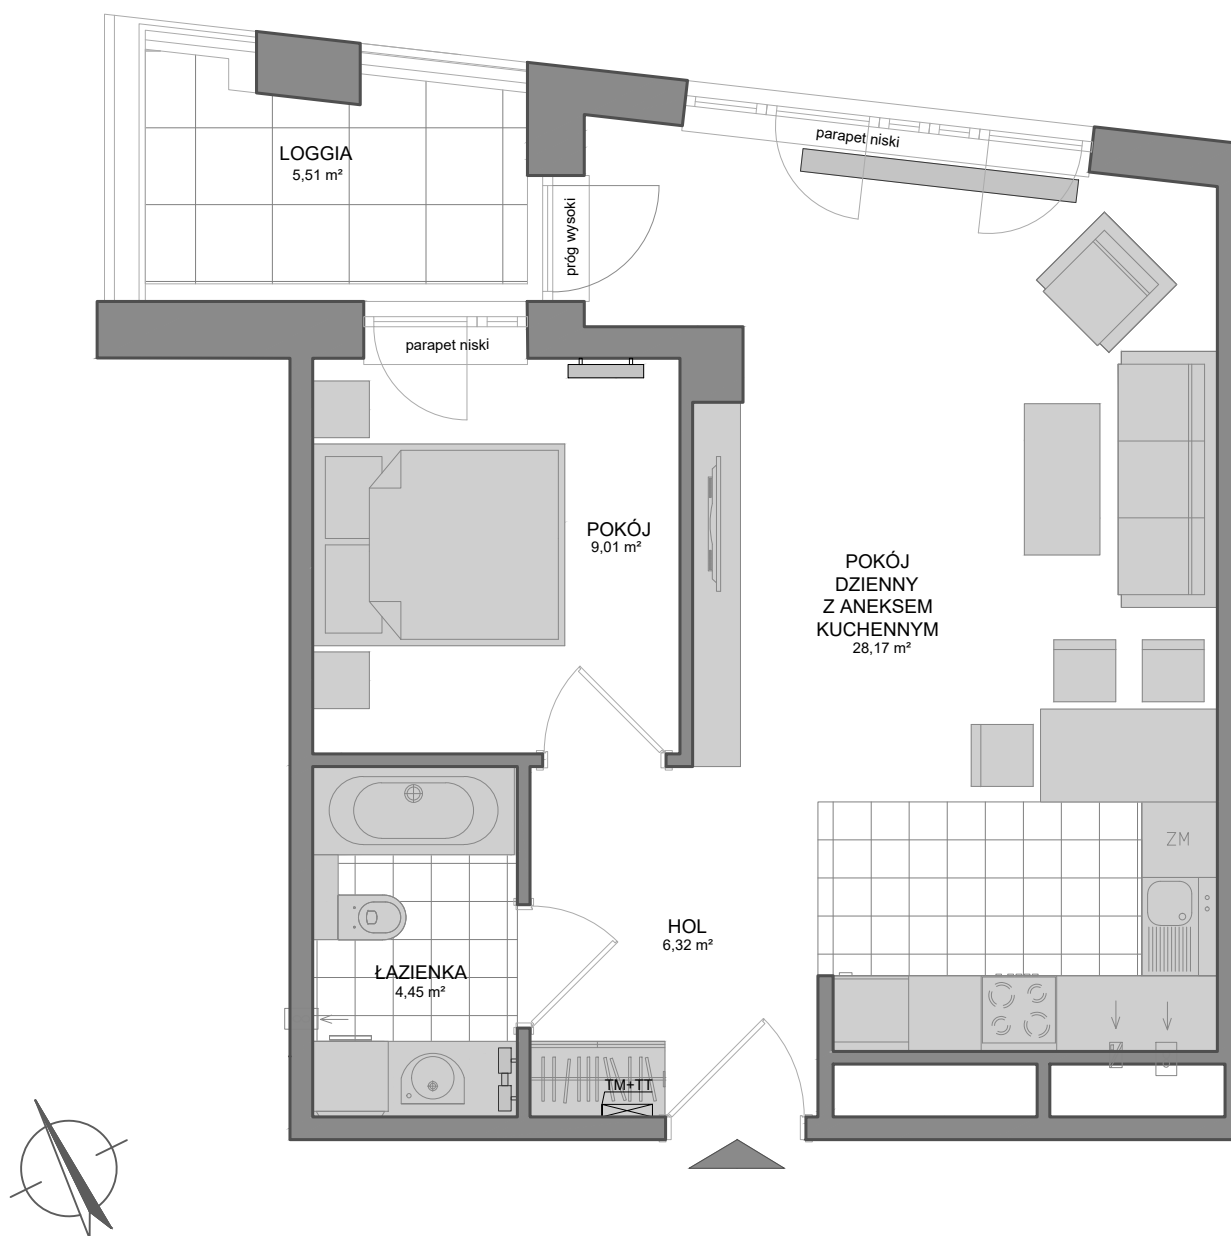 LOGGIA
5,51 m²
parapet niski
próg wysoki
parapet niski
POKÓJ
9,01 m²
POKÓJ
DZIENNY
Z ANEKSEM
KUCHENNYM
28,17 m²
ZM
HOL
6,32 m²
ŁAZIENKA
4,45 m²
TM+TT